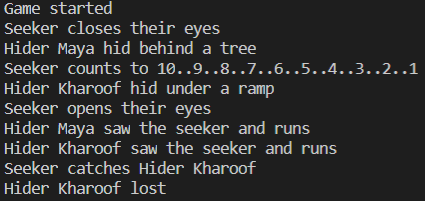 Game started
Seeker closes their eyes
Hider Maya hid behind a tree
Seeker counts to 10..9..8..7..6..5..4..3..2..1
Hider Kharoof hid under a ramp
Seeker opens their eyes
Hider Maya saw the seeker and runs
Hider Kharoof saw the seeker and runs
Seeker catches Hider Kharoof
Hider Kharoof lost